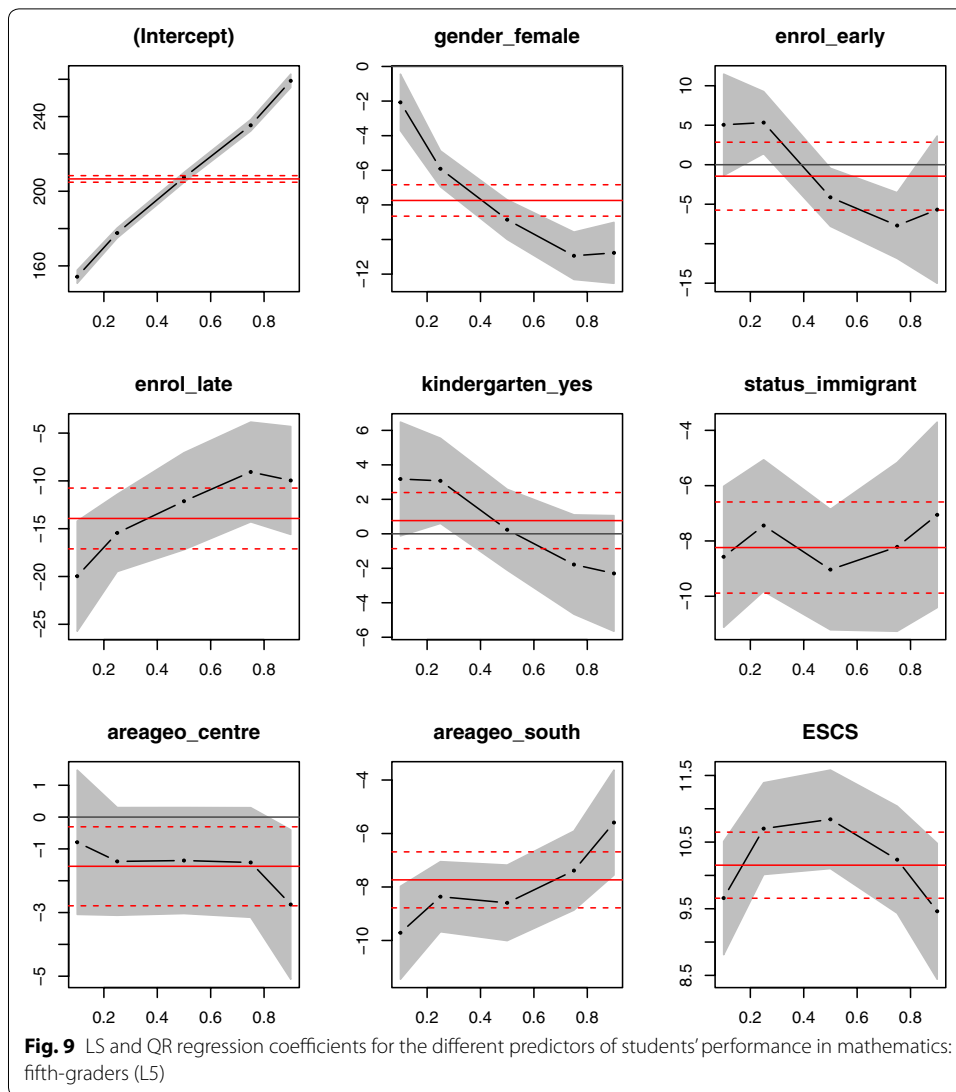 (Intercept) gender_female enrol_early
160 200 240
0.2 0.4 0.6 0.8
−12 −8 −6 −4 −2 0
0.2 0.4 0.6 0.8
−15 −5 0 5 10
0.2 0.4 0.6 0.8
enrol_late kindergarten_yes status_immigrant
−25 −20 −15 −10 −5
0.2 0.4 0.6 0.8
−6 −4 −2 0 2 4 6
0.2 0.4 0.6 0.8
−10 −8 −6 −4
0.2 0.4 0.6 0.8
areageo_centre areageo_south ESCS
−5 −3 −1 0 1
0.2 0.4 0.6 0.8
−10 −8 −6 −4
0.2 0.4 0.6 0.8
8.5 9.5 10.5 11.5
0.2 0.4 0.6 0.8
Fig. 9 LS and QR regression coefficients for the different predictors of students' performance in mathematics:
fifth-graders (L5)